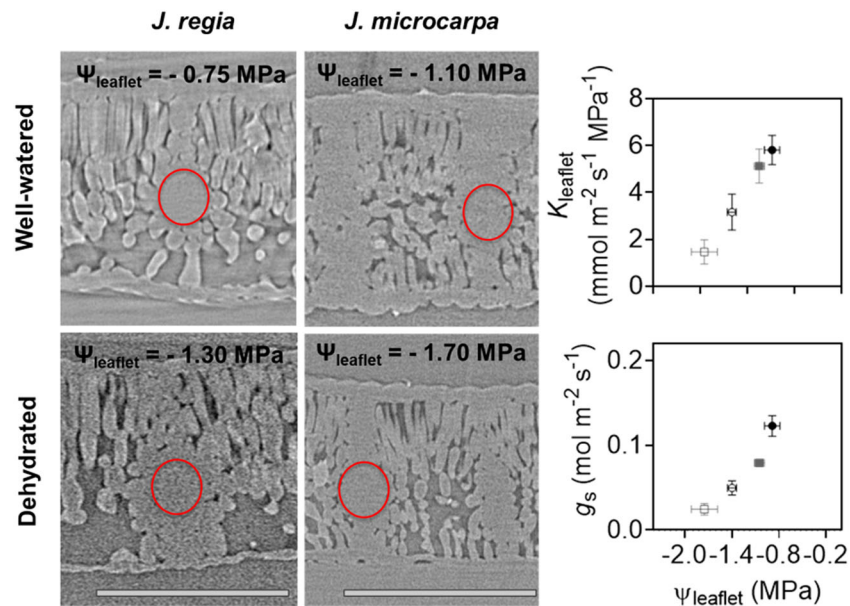 J. regia
J. microcarpa
Well-watered
Ψleaflet = - 0.75 MPa
Ψleaflet = - 1.10 MPa
Dehydrated
Ψleaflet = - 1.30 MPa
Ψleaflet = - 1.70 MPa
Kleaflet
(mmol m⁻² s⁻¹ MPa⁻¹)
8
6
4
2
0
gs (mol m⁻² s⁻¹)
0.2
0.1
0.0
-2.0 -1.4 -0.8 -0.2
Ψleaflet (MPa)